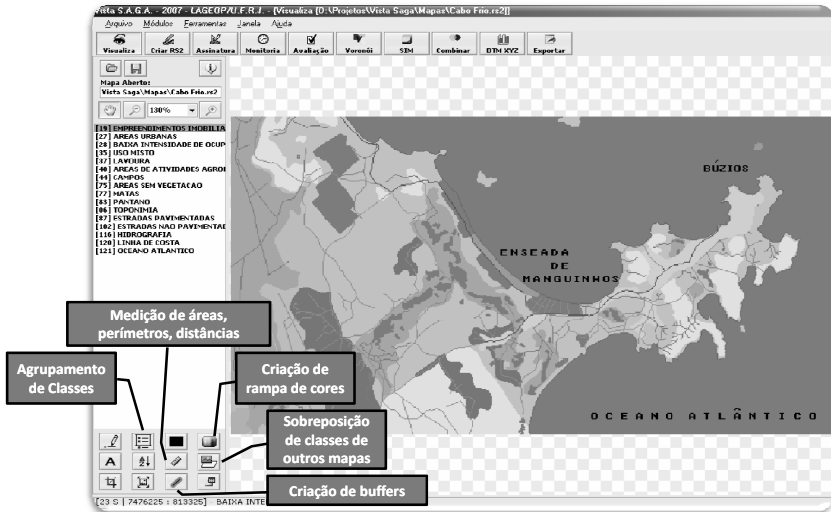 Vista S.A.G.A. - 2007 - LAGEOP/U.F.R.J. - [Visualiza [D:\Projetos\Vista Saga\Mapas\Cabo Frio.rs2]]
Arquivo Módulos Ferramentas Janela Ajuda
Visualiza Criar RS2 Assinatura Monitoria Avaliação Voronói SIM Combinar DTM XYZ Exportar
Mapa Aberto:
Vista Saga\Mapas\Cabo Frio.rs2
130%
[19] EMPREENDIMENTOS IMOBILIA
[27] AREAS URBANAS
[28] BAIXA INTENSIDADE DE OCUP
[35] USO MISTO
[37] LAVOURA
[40] AREAS DE ATIVIDADES AGROI
[44] CAMPOS
[75] AREAS SEM VEGETACAO
[77] MATAS
[83] PANTANO
[86] TOPONIMIA
[87] ESTRADAS PAVIMENTADAS
[102] ESTRADAS NAO PAVIMENTAD
[116] HIDROGRAFIA
[120] LINHA DE COSTA
[121] OCEANO ATLANTICO
BÚZIOS
ENSEADA
DE
MANGUINHOS
OCEANO ATLÂNTICO
Medição de áreas,
perímetros, distâncias
Agrupamento
de Classes
Criação de
rampa de cores
Sobreposição
de classes de
outros mapas
Criação de buffers
[23 S | 7476225 : 813325] BAIXA INTE